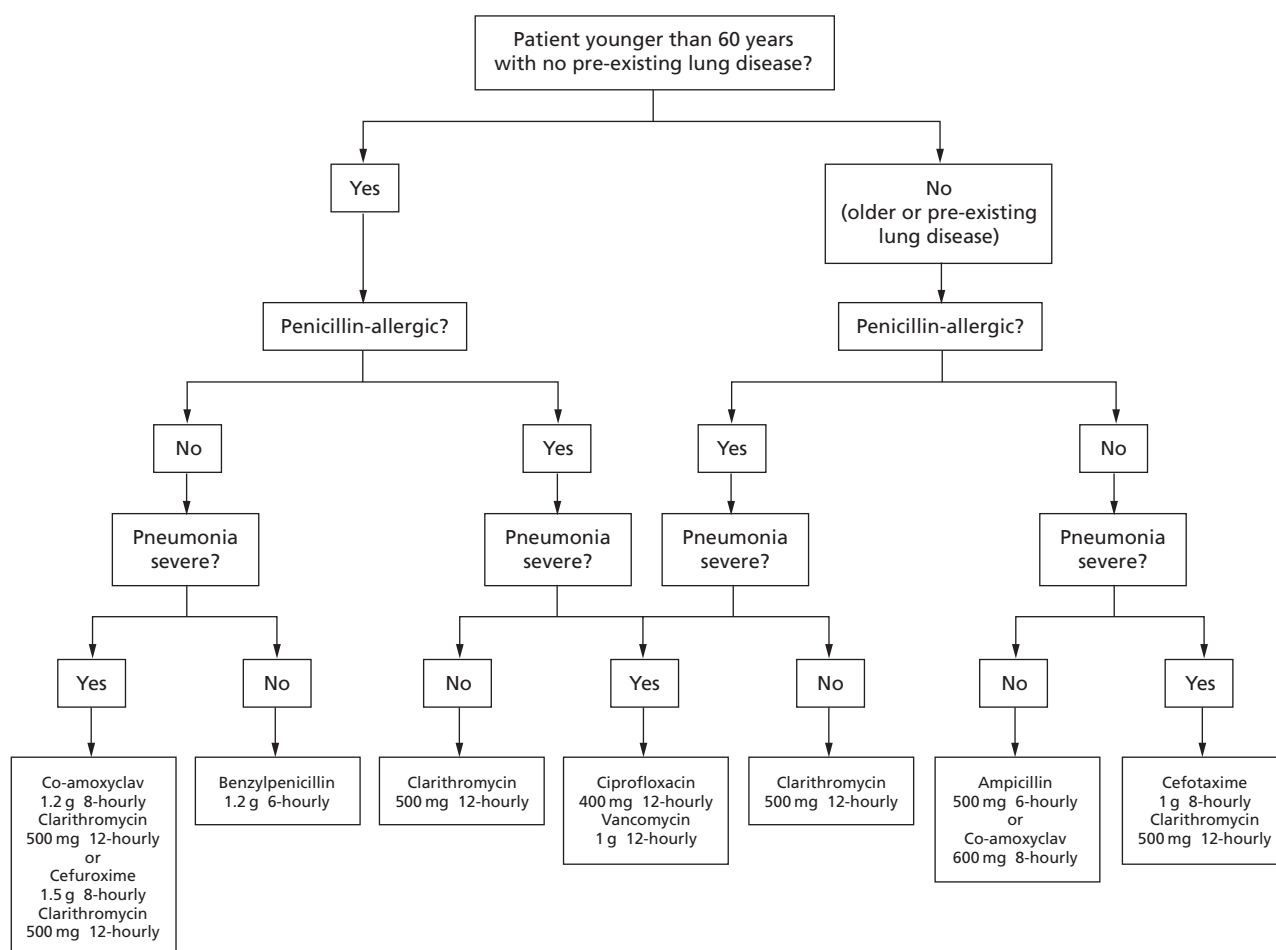 Patient younger than 60 years
with no pre-existing lung disease?
Yes
No
(older or pre-existing
lung disease)
Penicillin-allergic?
Penicillin-allergic?
No
Yes
Yes
No
Pneumonia
severe?
Pneumonia
severe?
Pneumonia
severe?
Pneumonia
severe?
Yes
No
No
Yes
No
No
Yes
Co-amoxyclav
1.2 g 8-hourly
Clarithromycin
500 mg 12-hourly
or
Cefuroxime
1.5 g 8-hourly
Clarithromycin
500 mg 12-hourly
Benzylpenicillin
1.2 g 6-hourly
Clarithromycin
500 mg 12-hourly
Ciprofloxacin
400 mg 12-hourly
Vancomycin
1 g 12-hourly
Clarithromycin
500 mg 12-hourly
Ampicillin
500 mg 6-hourly
or
Co-amoxyclav
600 mg 8-hourly
Cefotaxime
1 g 8-hourly
Clarithromycin
500 mg 12-hourly